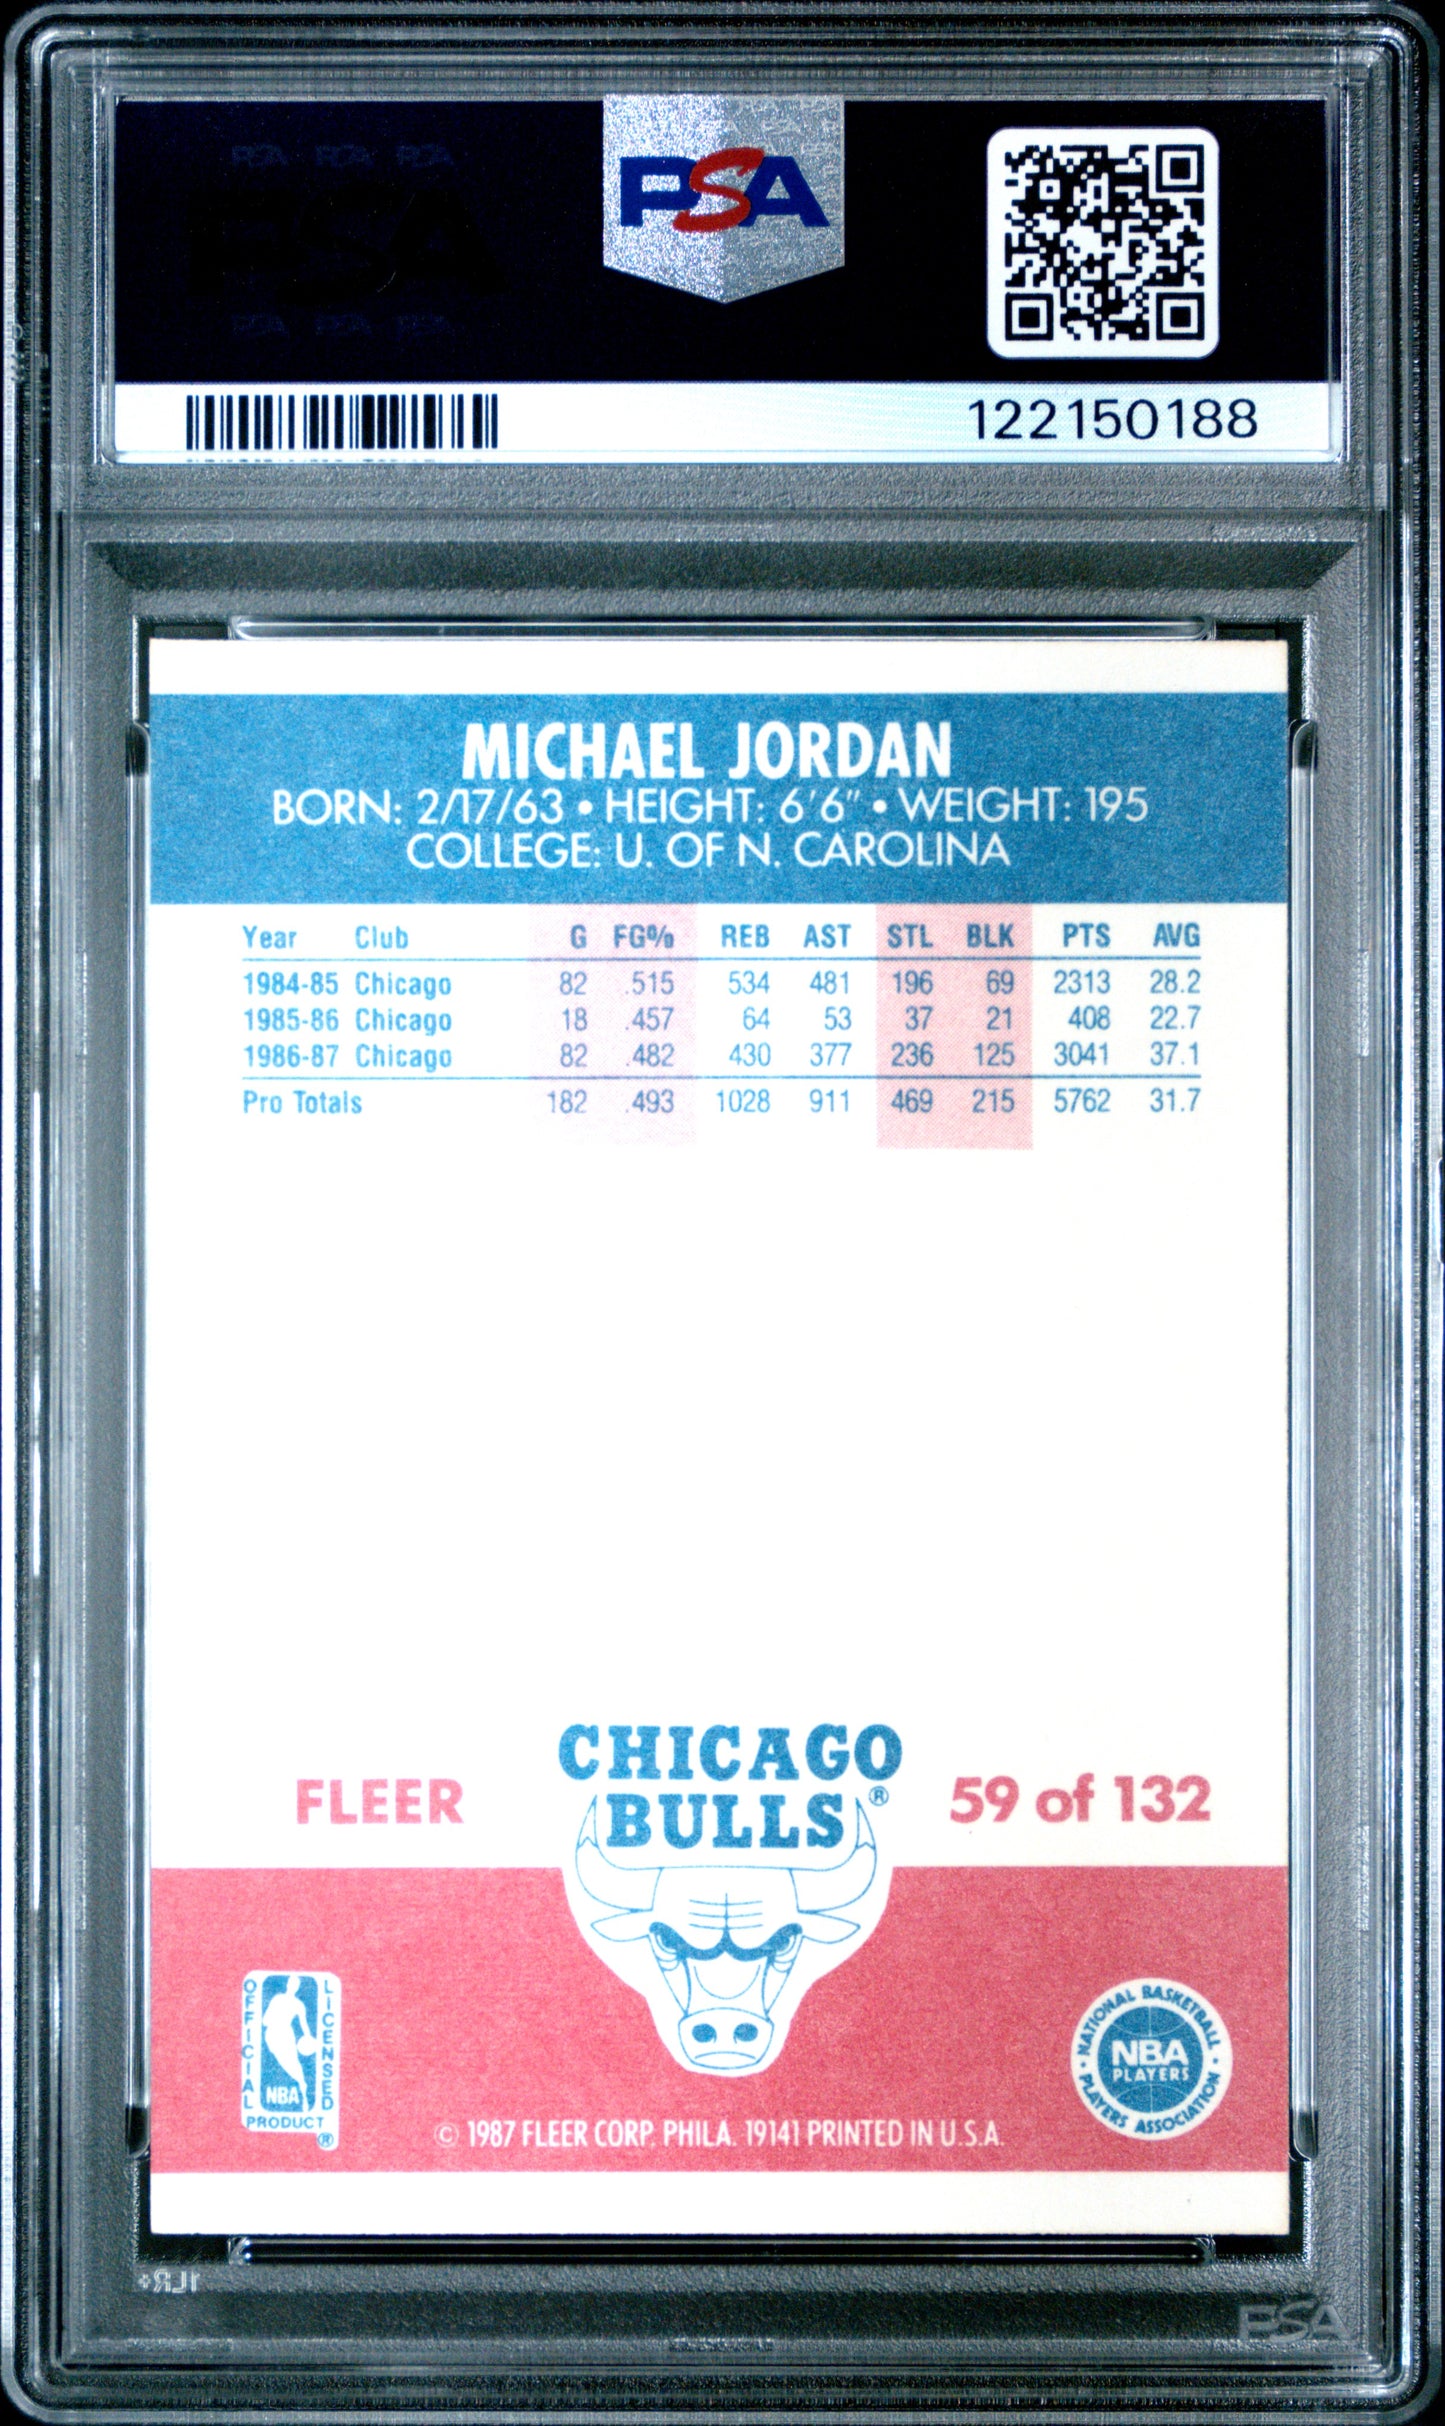 PSA
122150188
MICHAEL JORDAN
BORN: 2/17/63 • HEIGHT: 6'6" • WEIGHT: 195
COLLEGE: U. OF N. CAROLINA
Year Club G FG% REB AST STL BLK PTS AVG
1984-85 Chicago 82 .515 534 481 196 69 2313 28.2
1985-86 Chicago 18 .457 64 53 37 21 408 22.7
1986-87 Chicago 82 .482 430 377 236 125 3041 37.1
Pro Totals 182 .493 1028 911 469 215 5762 31.7
CHICAGO
BULLS®
FLEER
59 of 132
OFFICIAL LICENSED
NBA
PRODUCT
®
NATIONAL BASKETBALL
NBA
PLAYERS
• PLAYERS ASSOCIATION •
© 1987 FLEER CORP. PHILA. 19141 PRINTED IN U.S.A.
PSA